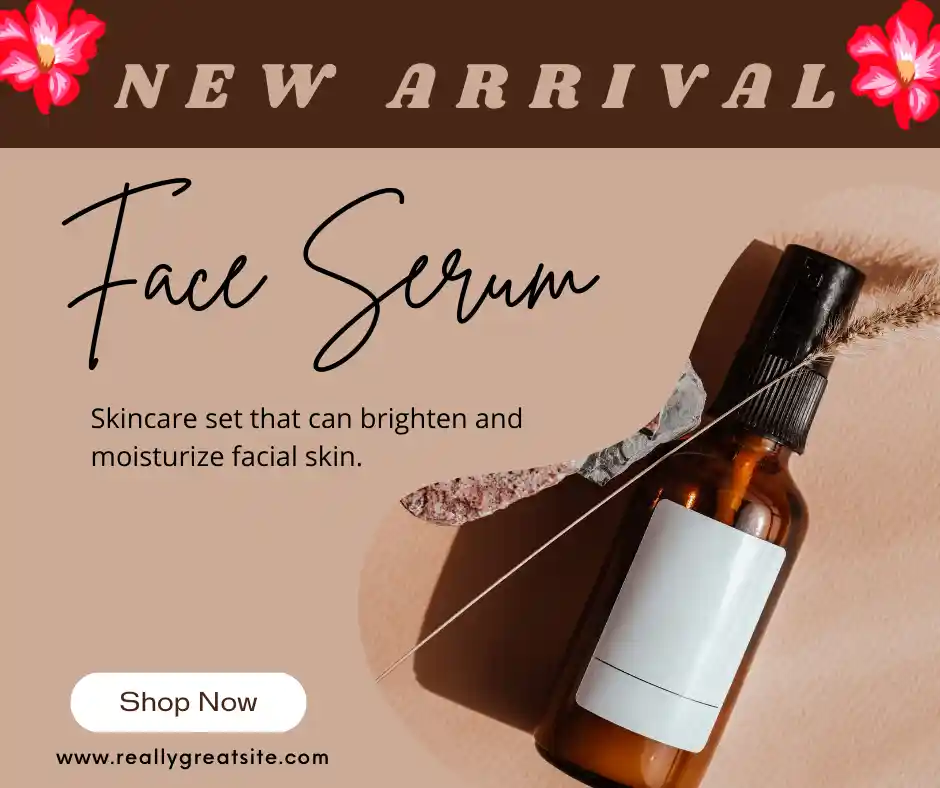 NEW ARRIVAL
Face Serum
Skincare set that can brighten and
moisturize facial skin.
Shop Now
www.reallygreatsite.com